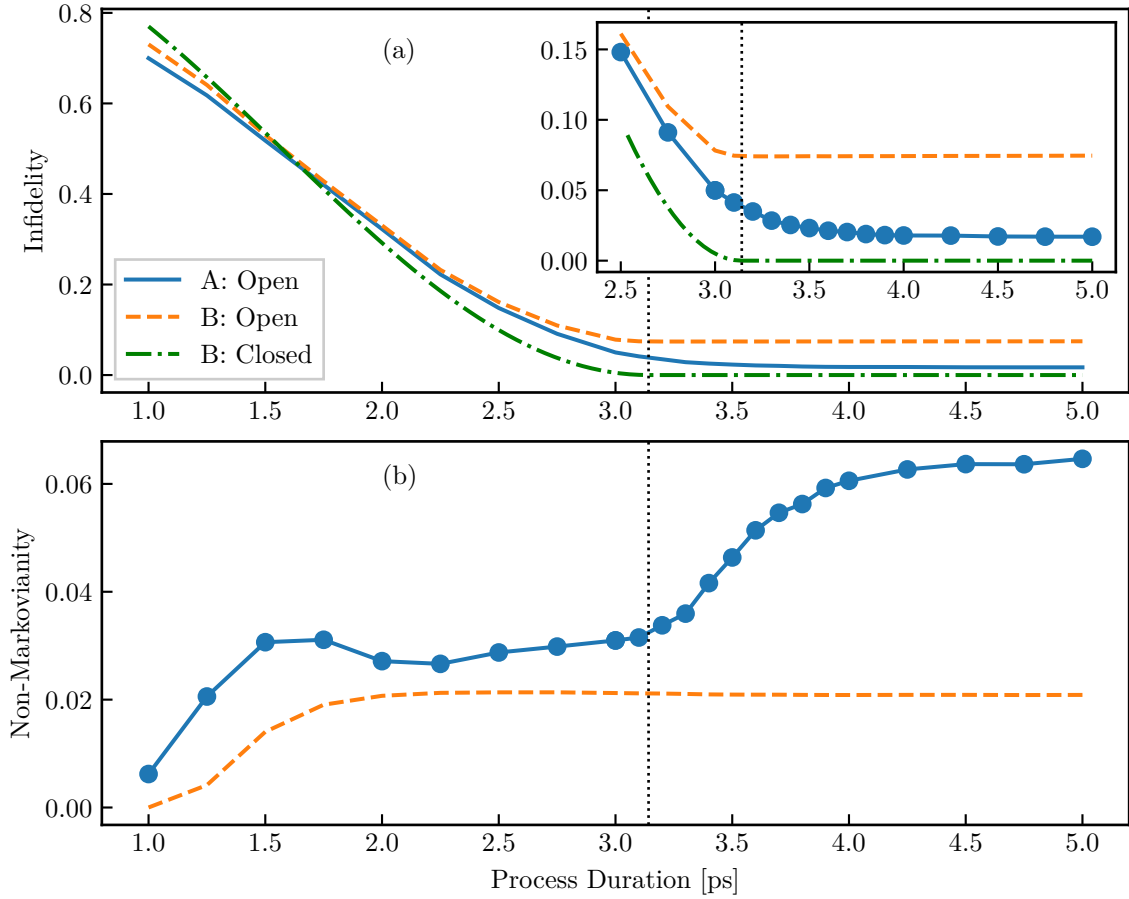 0.8
0.6
0.4
0.2
0.0
Infidelity
(a)
A: Open
B: Open
B: Closed
1.0 1.5 2.0 2.5 3.0 3.5 4.0 4.5 5.0
0.15
0.10
0.05
0.00
2.5 3.0 3.5 4.0 4.5 5.0
(b)
0.06
0.04
0.02
0.00
Non-Markovianity
1.0 1.5 2.0 2.5 3.0 3.5 4.0 4.5 5.0
Process Duration [ps]